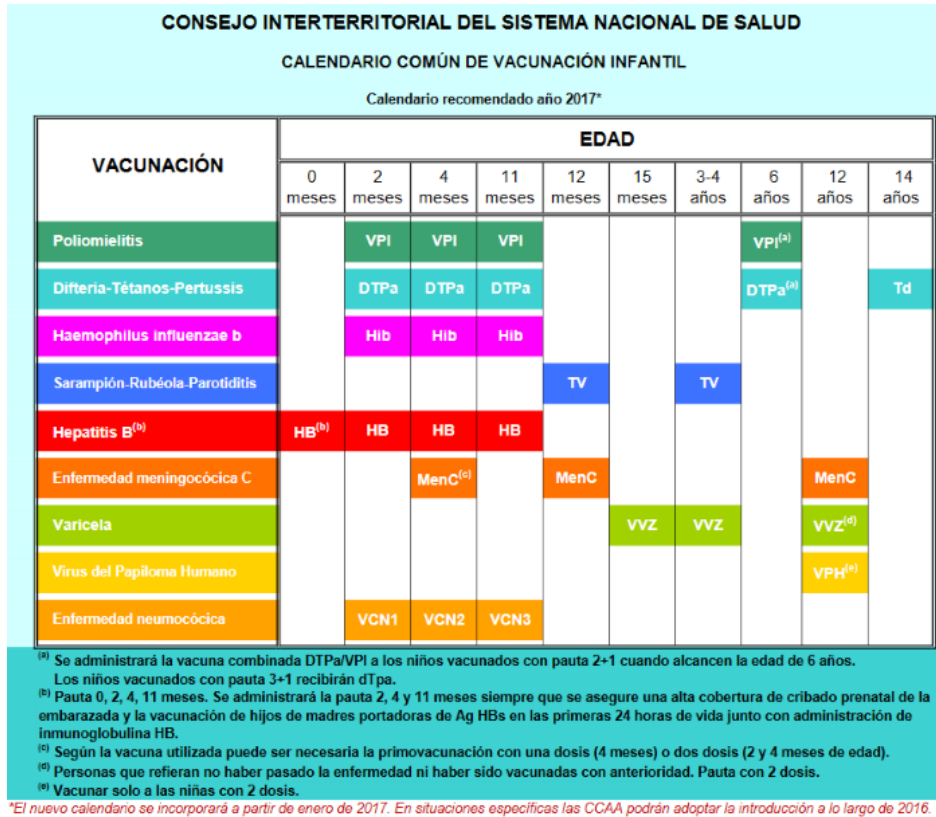 CONSEJO INTERTERRITORIAL DEL SISTEMA NACIONAL DE SALUD
CALENDARIO COMÚN DE VACUNACIÓN INFANTIL
Calendario recomendado año 2017*
VACUNACIÓN
EDAD
0 meses 2 meses 4 meses 11 meses 12 meses 15 meses 3-4 años 6 años 12 años 14 años
Poliomielitis VPI VPI VPI VPI(a)
Difteria-Tétanos-Pertussis DTPa DTPa DTPa DTPa(a) Td
Haemophilus influenzae b Hib Hib Hib
Sarampión-Rubéola-Parotiditis TV TV
Hepatitis B(b) HB(b) HB HB HB
Enfermedad meningocócica C MenC(c) MenC MenC
Varicela VVZ VVZ VVZ(d)
Virus del Papiloma Humano VPH(e)
Enfermedad neumocócica VCN1 VCN2 VCN3
(a) Se administrará la vacuna combinada DTPa/VPI a los niños vacunados con pauta 2+1 cuando alcancen la edad de 6 años.
Los niños vacunados con pauta 3+1 recibirán dTpa.
(b) Pauta 0, 2, 4, 11 meses. Se administrará la pauta 2, 4 y 11 meses siempre que se asegure una alta cobertura de cribado prenatal de la
embarazada y la vacunación de hijos de madres portadoras de Ag HBs en las primeras 24 horas de vida junto con administración de
inmunoglobulina HB.
(c) Según la vacuna utilizada puede ser necesaria la primovacunación con una dosis (4 meses) o dos dosis (2 y 4 meses de edad).
(d) Personas que refieran no haber pasado la enfermedad ni haber sido vacunadas con anterioridad. Pauta con 2 dosis.
(e) Vacunar solo a las niñas con 2 dosis.
*El nuevo calendario se incorporará a partir de enero de 2017. En situaciones específicas las CCAA podrán adoptar la introducción a lo largo de 2016.